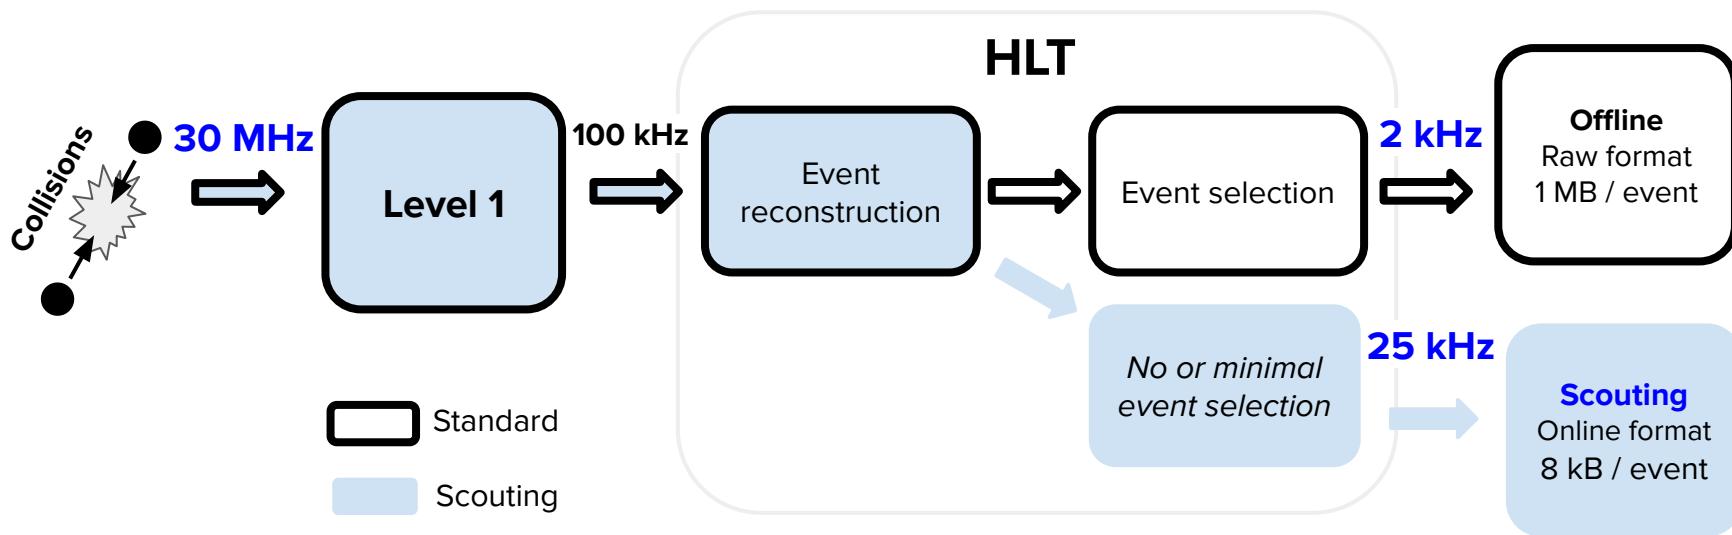 HLT
Collisions
30 MHz
Level 1
100 kHz
Event
reconstruction
Event selection
2 kHz
Offline
Raw format
1 MB / event
No or minimal
event selection
25 kHz
Scouting
Online format
8 kB / event
Standard
Scouting